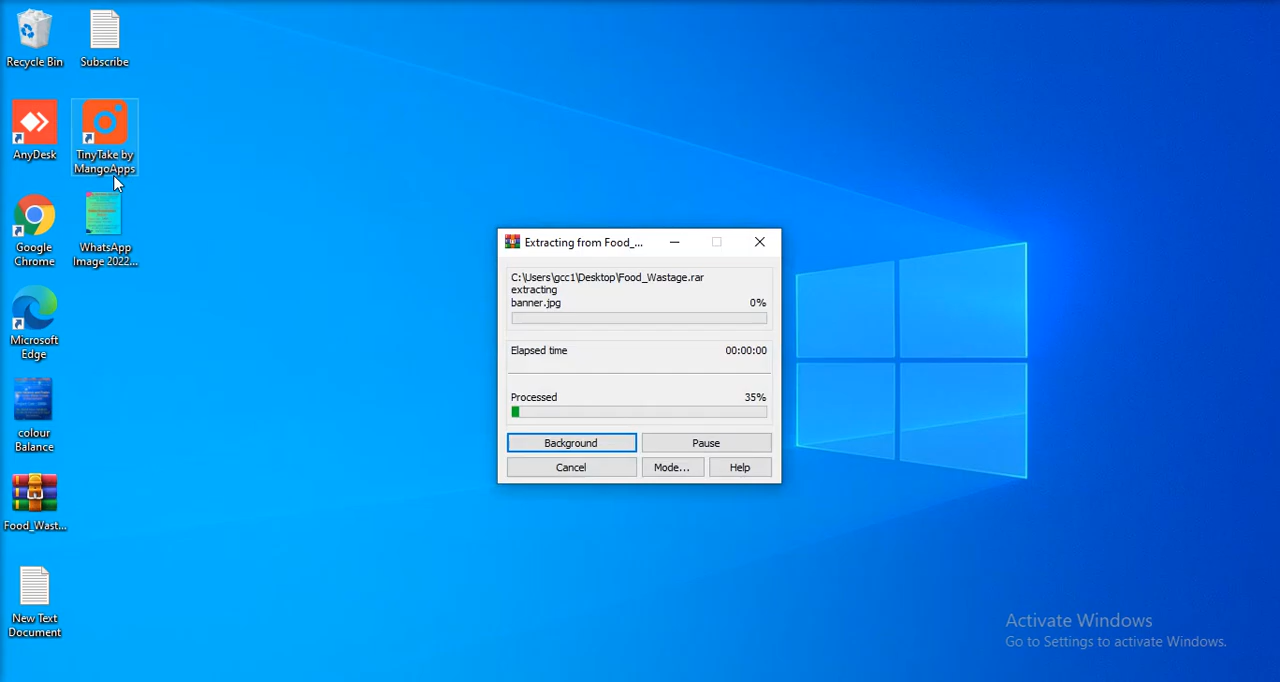 Recycle Bin
Subscribe
AnyDesk
TinyTake by
MangoApps
Google
Chrome
WhatsApp
Image 2022...
Microsoft
Edge
colour
Balance
Food_Wast...
New Text
Document
Extracting from Food_...
C:\Users\gcc1\Desktop\Food_Wastage.rar
extracting
banner.jpg 0%
Elapsed time 00:00:00
Processed 35%
Background Pause
Cancel Mode... Help
Activate Windows
Go to Settings to activate Windows.